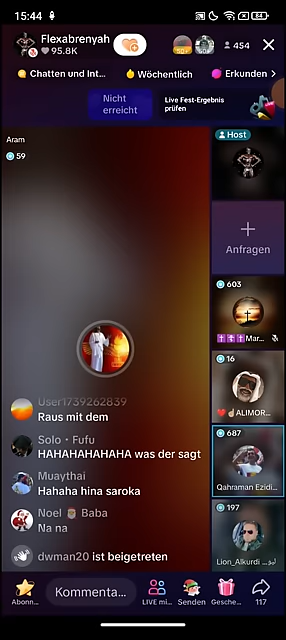 15:44
84
Flexabrenyah
95.8K
454
Chatten und Int...
Wöchentlich
Erkunden >
Nicht
erreicht
Live Fest-Ergebnis
prüfen
Aram
59
Host
Anfragen
603
Mar...
16
ALIMOR...
687
Qahraman Ezidi...
197
Lion_Alkurdi
User1739262839
Raus mit dem
Solo • Fufu
HAHAHAHAHAHA was der sagt
Muaythai
Hahaha hina saroka
Noel Baba
Na na
dwman20 ist beigetreten
Abonn...
Kommenta...
LIVE mi...
Senden
Gesche...
117